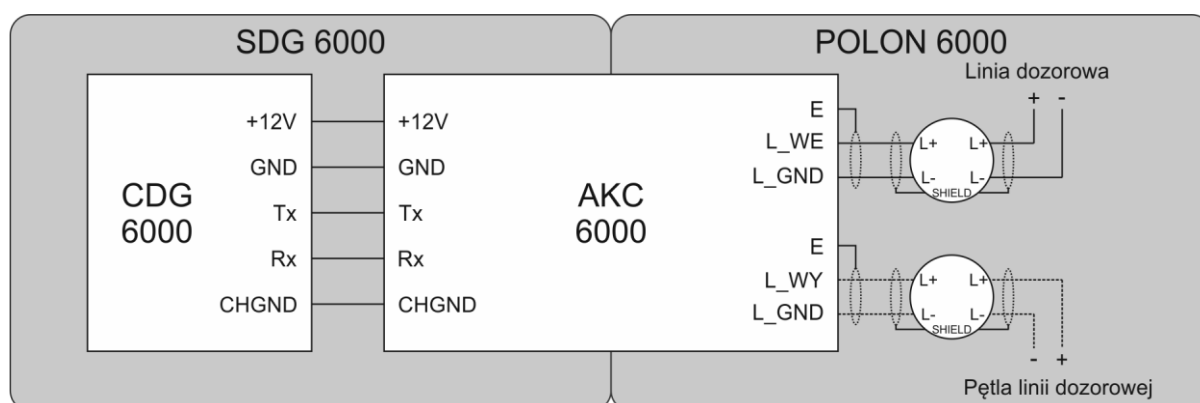 SDG 6000
POLON 6000
Linia dozorowa
+ -
CDG
6000
+12V
GND
Tx
Rx
CHGND
+12V
GND
Tx
Rx
CHGND
AKC
6000
E
L_WE
L_GND
E
L_WY
L_GND
L+ L+
L- L-
SHIELD
L+ L+
L- L-
SHIELD
- +
Pętla linii dozorowej